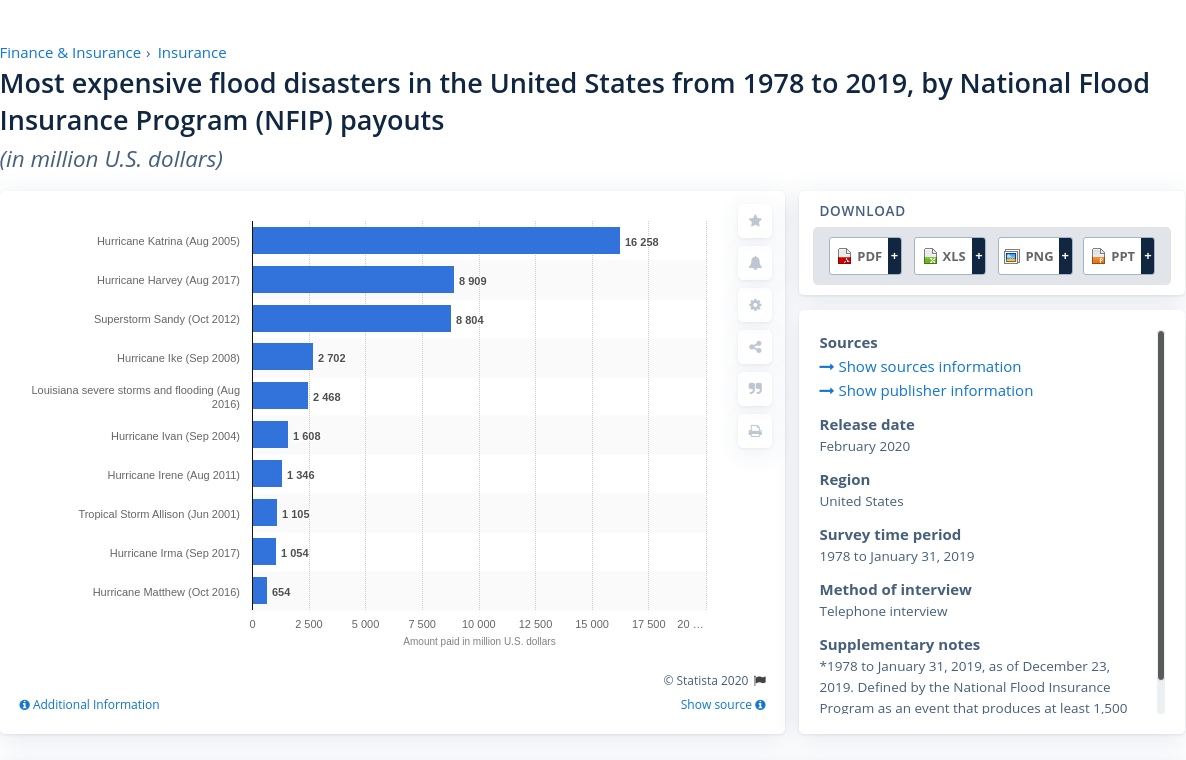 Finance & Insurance › Insurance
Most expensive flood disasters in the United States from 1978 to 2019, by National Flood
Insurance Program (NFIP) payouts
(in million U.S. dollars)
Hurricane Katrina (Aug 2005)
16 258
Hurricane Harvey (Aug 2017)
8 909
Superstorm Sandy (Oct 2012)
8 804
Hurricane Ike (Sep 2008)
2 702
Louisiana severe storms and flooding (Aug
2016)
2 468
Hurricane Ivan (Sep 2004)
1 608
Hurricane Irene (Aug 2011)
1 346
Tropical Storm Allison (Jun 2001)
1 105
Hurricane Irma (Sep 2017)
1 054
Hurricane Matthew (Oct 2016)
654
0 2 500 5 000 7 500 10 000 12 500 15 000 17 500 20 …
Amount paid in million U.S. dollars
© Statista 2020
Additional Information
Show source
DOWNLOAD
PDF + XLS + PNG + PPT +
Sources
Show sources information
Show publisher information
Release date
February 2020
Region
United States
Survey time period
1978 to January 31, 2019
Method of interview
Telephone interview
Supplementary notes
*1978 to January 31, 2019, as of December 23,
2019. Defined by the National Flood Insurance
Program as an event that produces at least 1,500